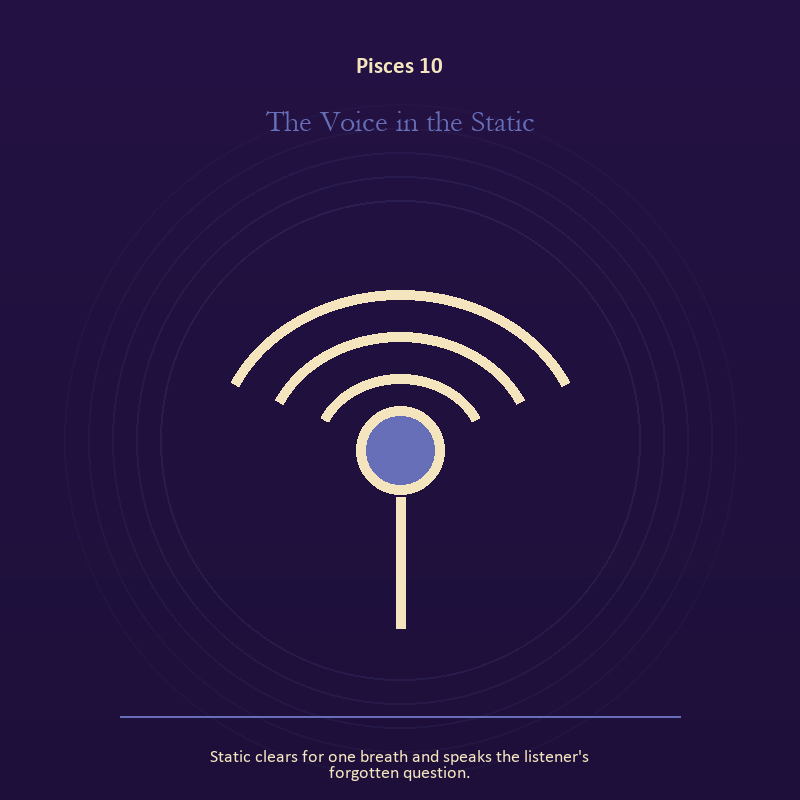 Pisces 10
The Voice in the Static
Static clears for one breath and speaks the listener's
forgotten question.